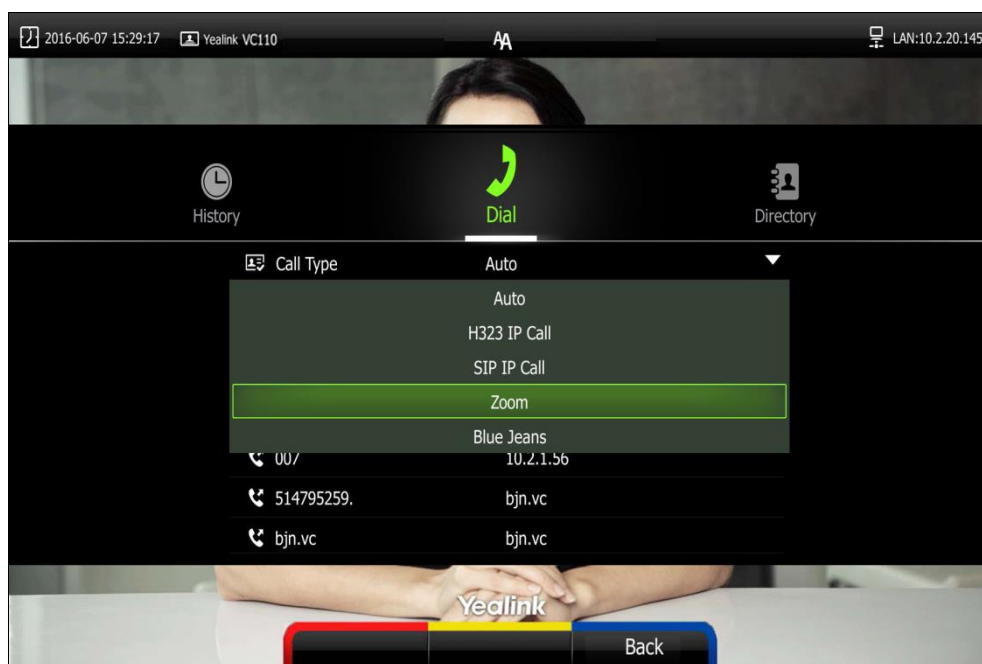 2016-06-07 15:29:17 Yealink VC110 AA LAN:10.2.20.145
History Dial Directory
Call Type Auto
Auto
H323 IP Call
SIP IP Call
Zoom
Blue Jeans
007 10.2.1.56
514795259. bjn.vc
bjn.vc bjn.vc
Yealink
Back